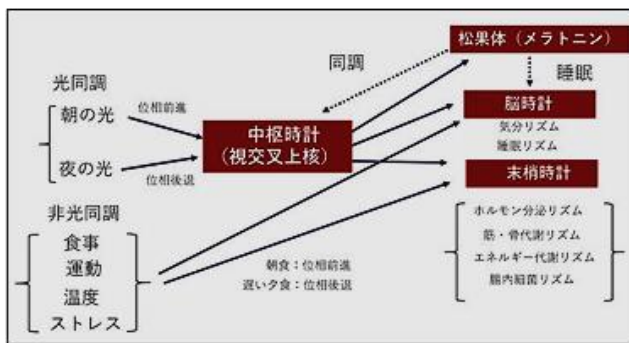 松果体（メラトニン）
同調
睡眠
光同調
朝の光
位相前進
夜の光
位相後退
中枢時計
（視交叉上核）
脳時計
気分リズム
睡眠リズム
末梢時計
ホルモン分泌リズム
筋・骨代謝リズム
エネルギー代謝リズム
腸内細菌リズム
非光同調
食事
運動
温度
ストレス
朝食：位相前進
遅い夕食：位相後退